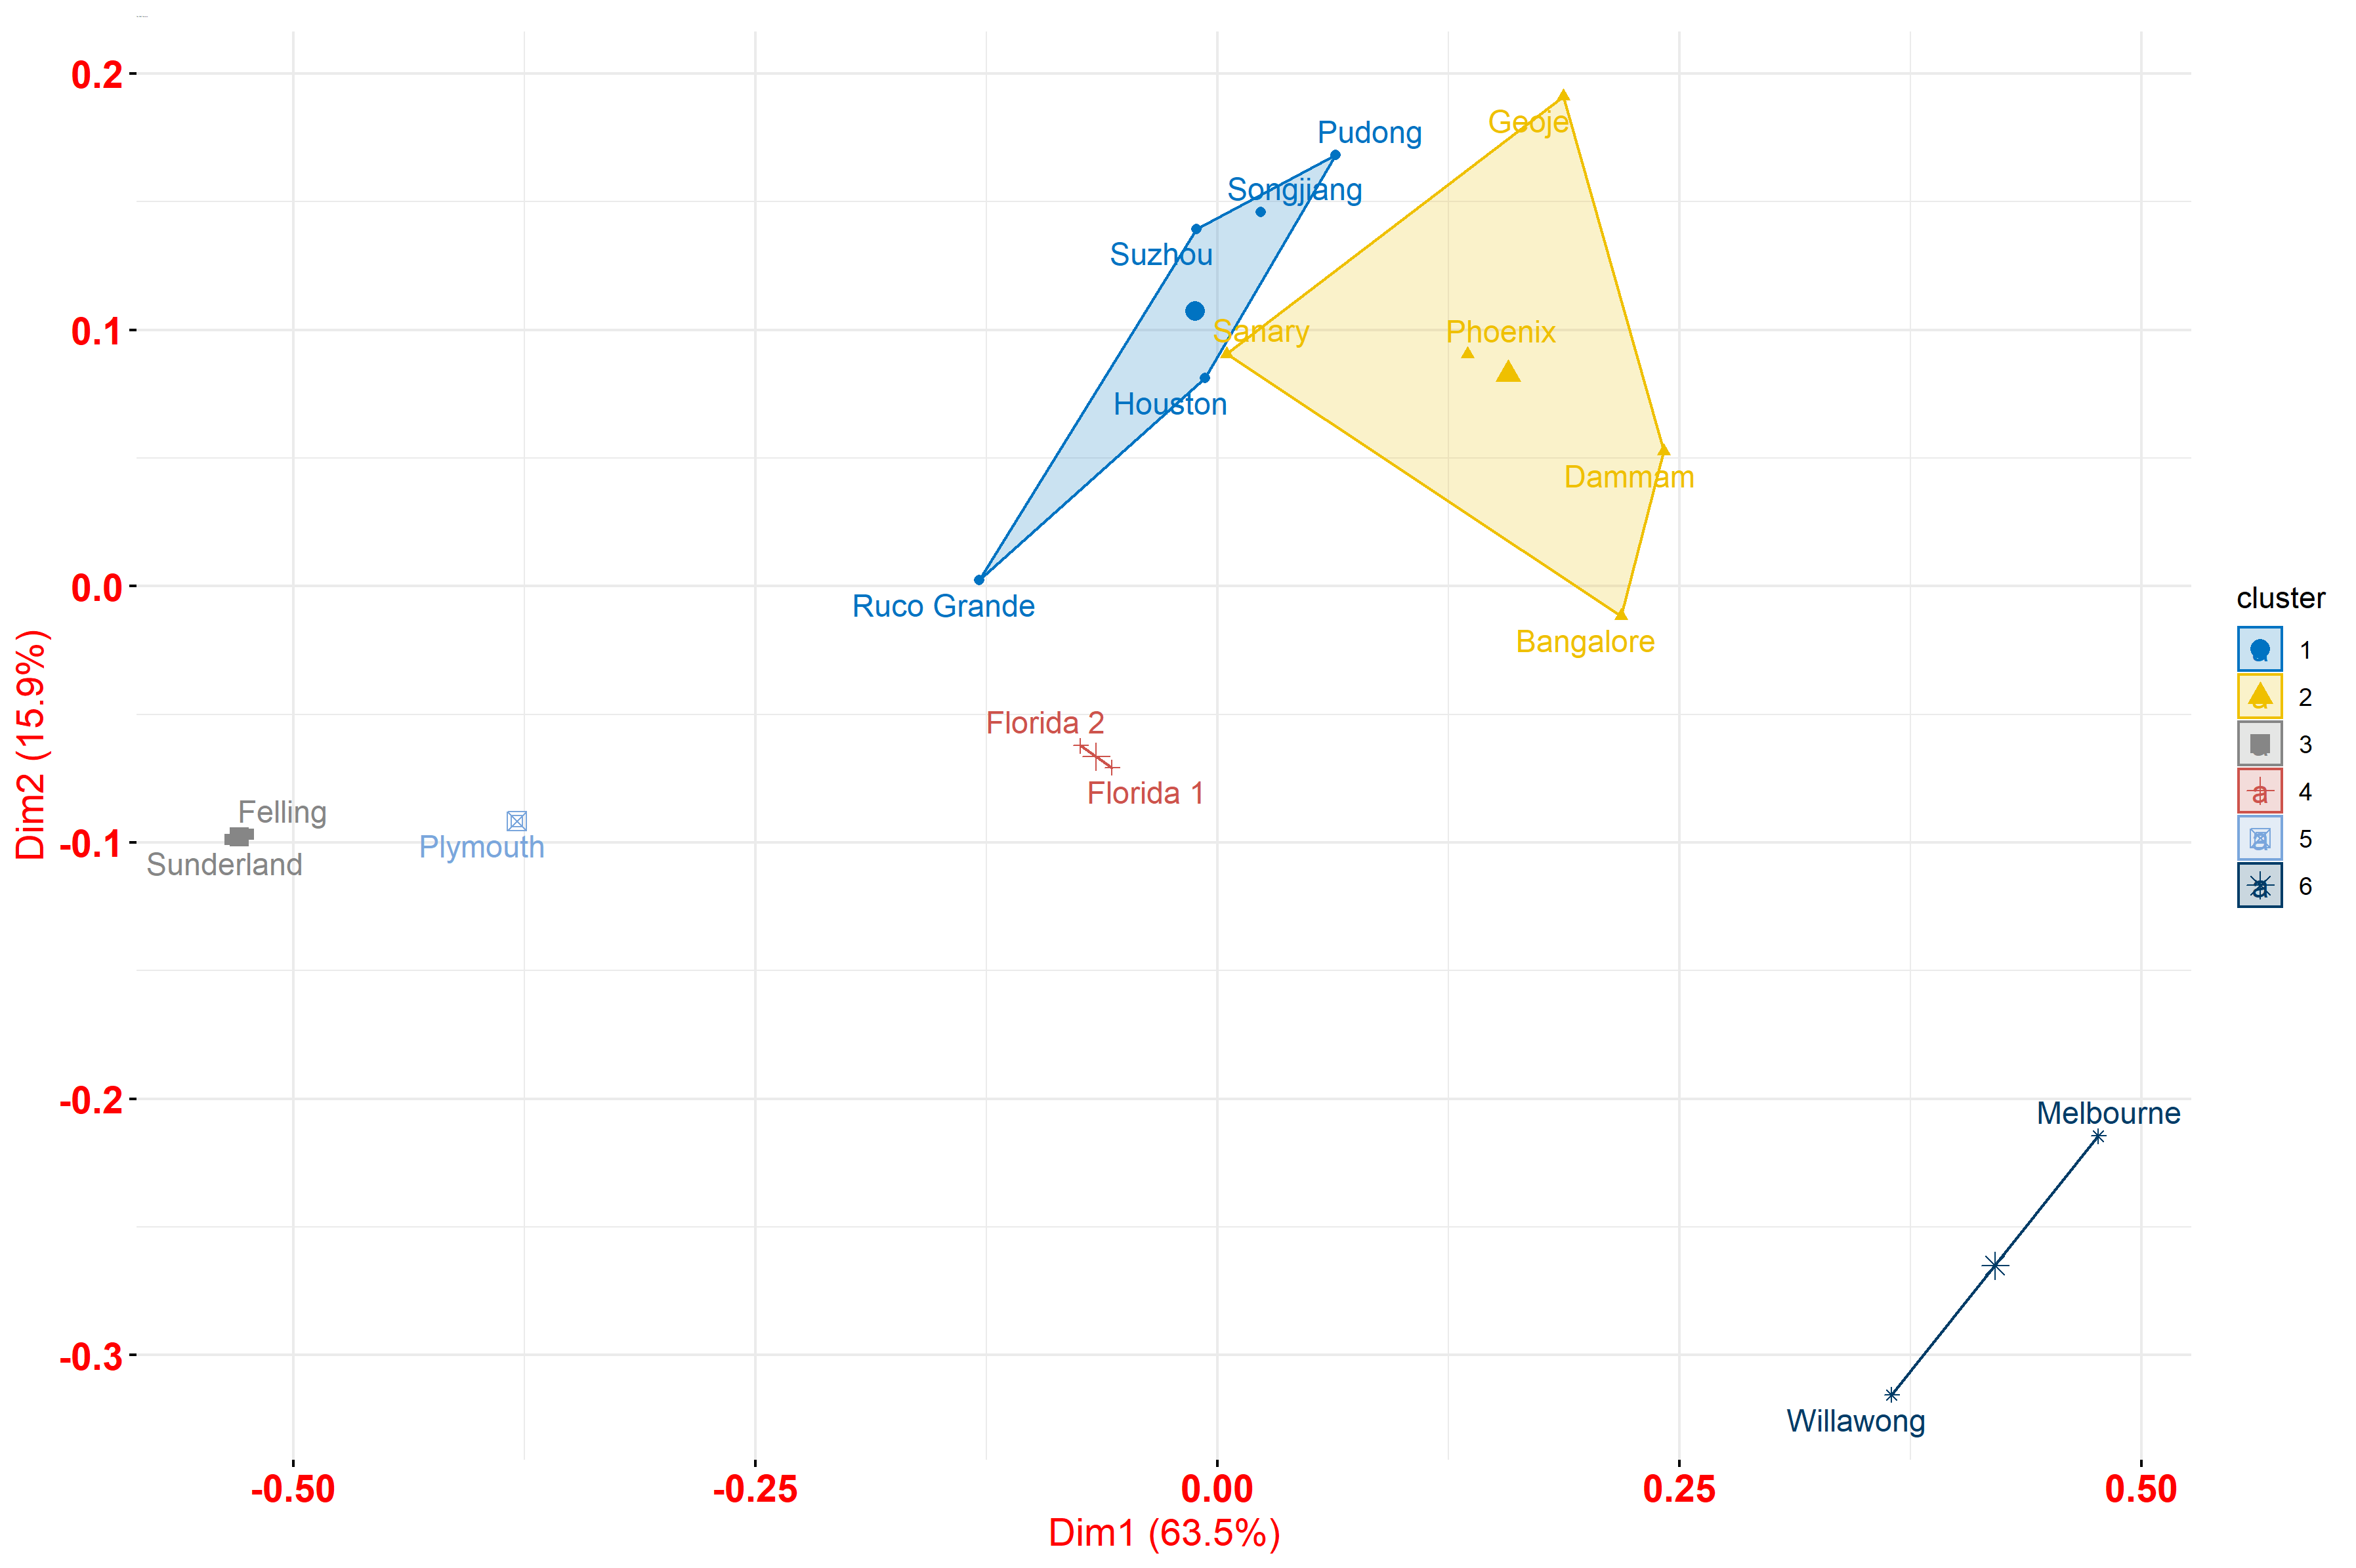 0.2
0.1
0.0
-0.1
-0.2
-0.3
Dim2 (15.9%)
Geoje
Pudong
Songjiang
Suzhou
Sanary
Phoenix
Houston
Dammam
Ruco Grande
Bangalore
Florida 2
Florida 1
Felling
Plymouth
Sunderland
Melbourne
Willawong
-0.50
-0.25
0.00
0.25
0.50
Dim1 (63.5%)
cluster
a 1
a 2
a 3
a 4
a 5
a 6